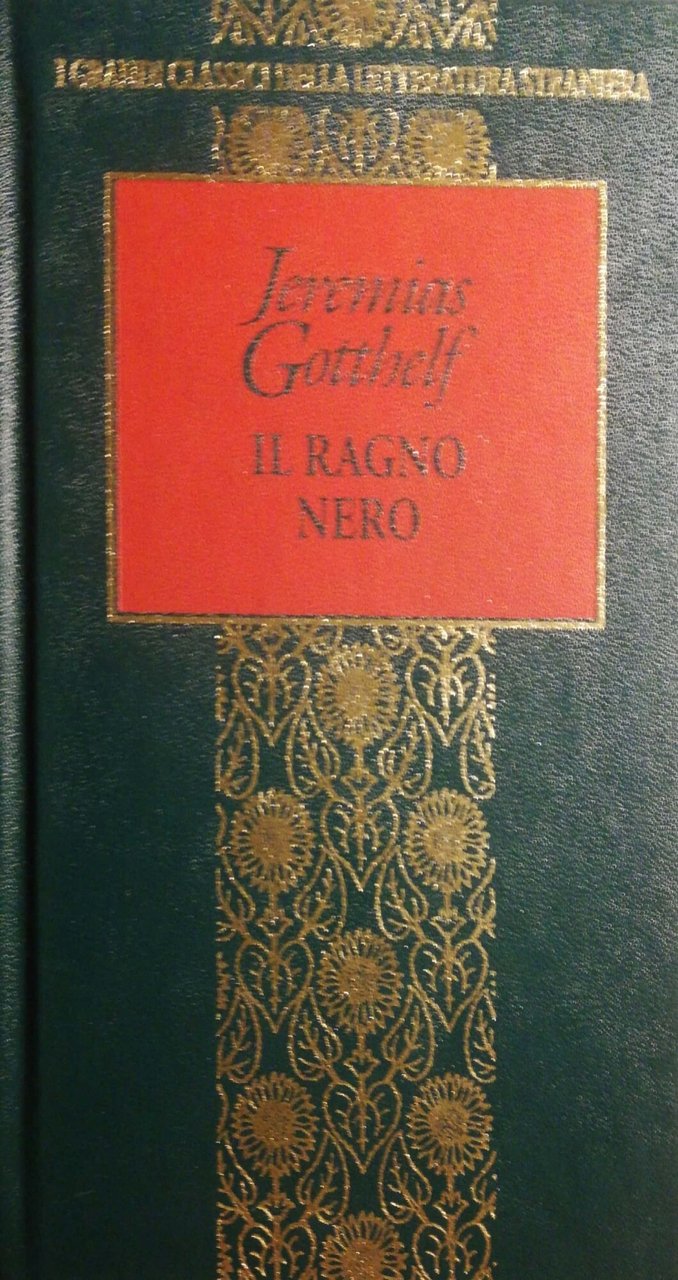 I GRANDI CLASSICI DELLA LETTERATURA STRANIERA
Jeremias
Gotthelf
IL RAGNO
NERO